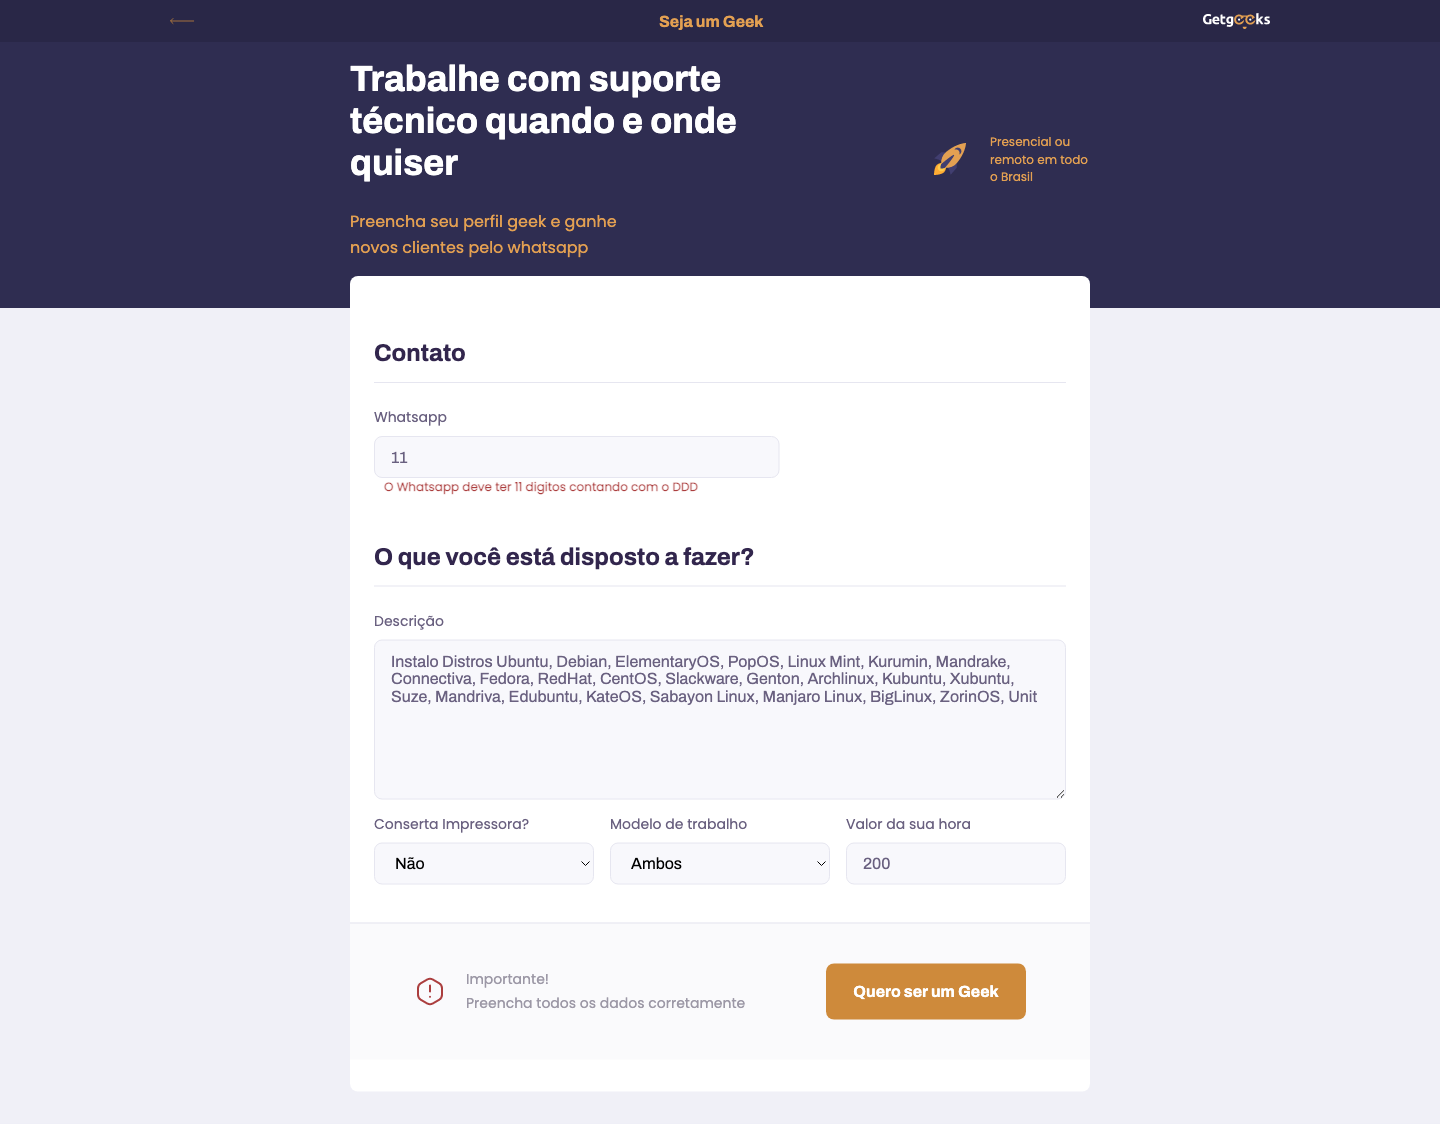 Seja um Geek
Getgeeks
Trabalhe com suporte
técnico quando e onde
quiser
Presencial ou
remoto em todo
o Brasil
Preencha seu perfil geek e ganhe
novos clientes pelo whatsapp
Contato
Whatsapp
11
O Whatsapp deve ter 11 digitos contando com o DDD
O que você está disposto a fazer?
Descrição
Instalo Distros Ubuntu, Debian, ElementaryOS, PopOS, Linux Mint, Kurumin, Mandrake,
Connectiva, Fedora, RedHat, CentOS, Slackware, Genton, Archlinux, Kubuntu, Xubuntu,
Suze, Mandriva, Edubuntu, KateOS, Sabayon Linux, Manjaro Linux, BigLinux, ZorinOS, Unit
Conserta Impressora?
Modelo de trabalho
Valor da sua hora
Não
Ambos
200
Importante!
Preencha todos os dados corretamente
Quero ser um Geek